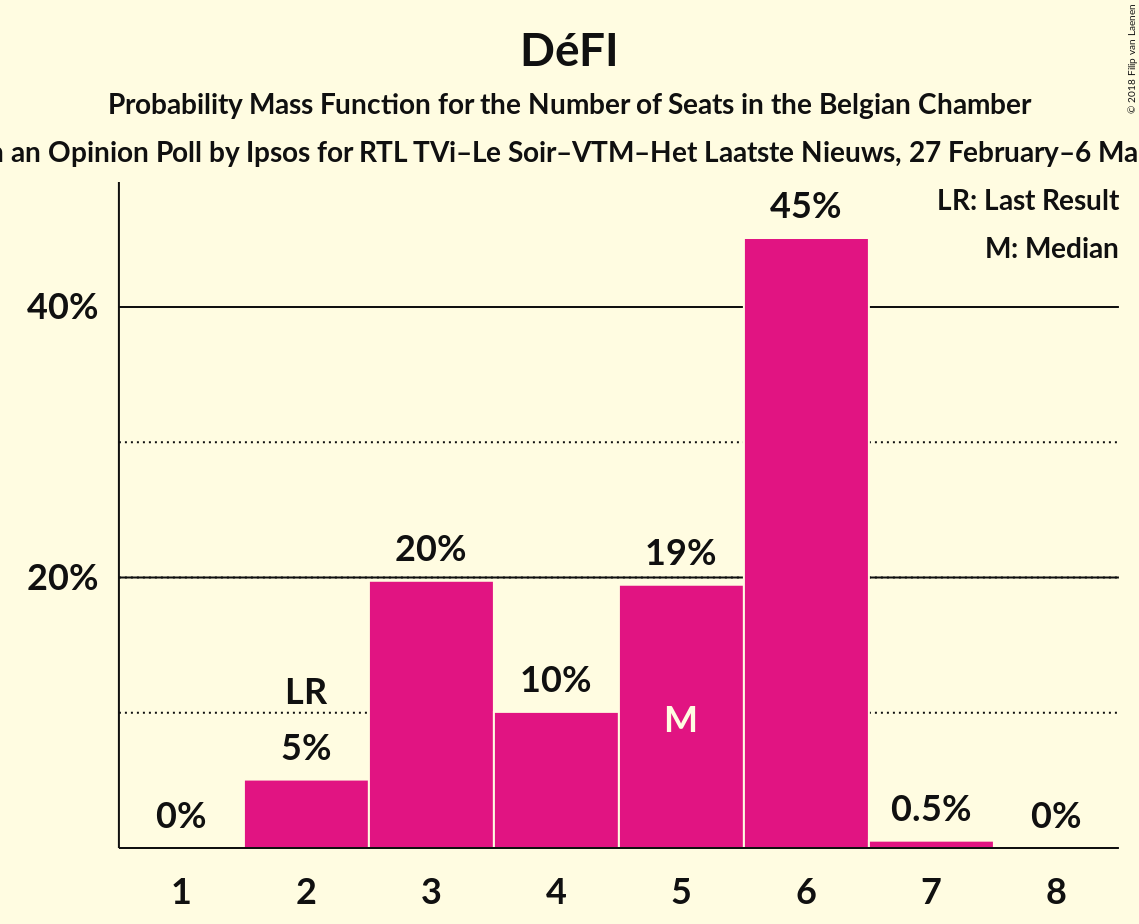 DéFI
Probability Mass Function for the Number of Seats in the Belgian Chamber
an Opinion Poll by Ipsos for RTL TVi–Le Soir–VTM–Het Laatste Nieuws, 27 February–6 Ma
© 2018 Filip van Laenen
LR: Last Result
M: Median
45%
40%
20%
19%
20%
LR
10%
M
5%
0%
0.5%
0%
1 2 3 4 5 6 7 8